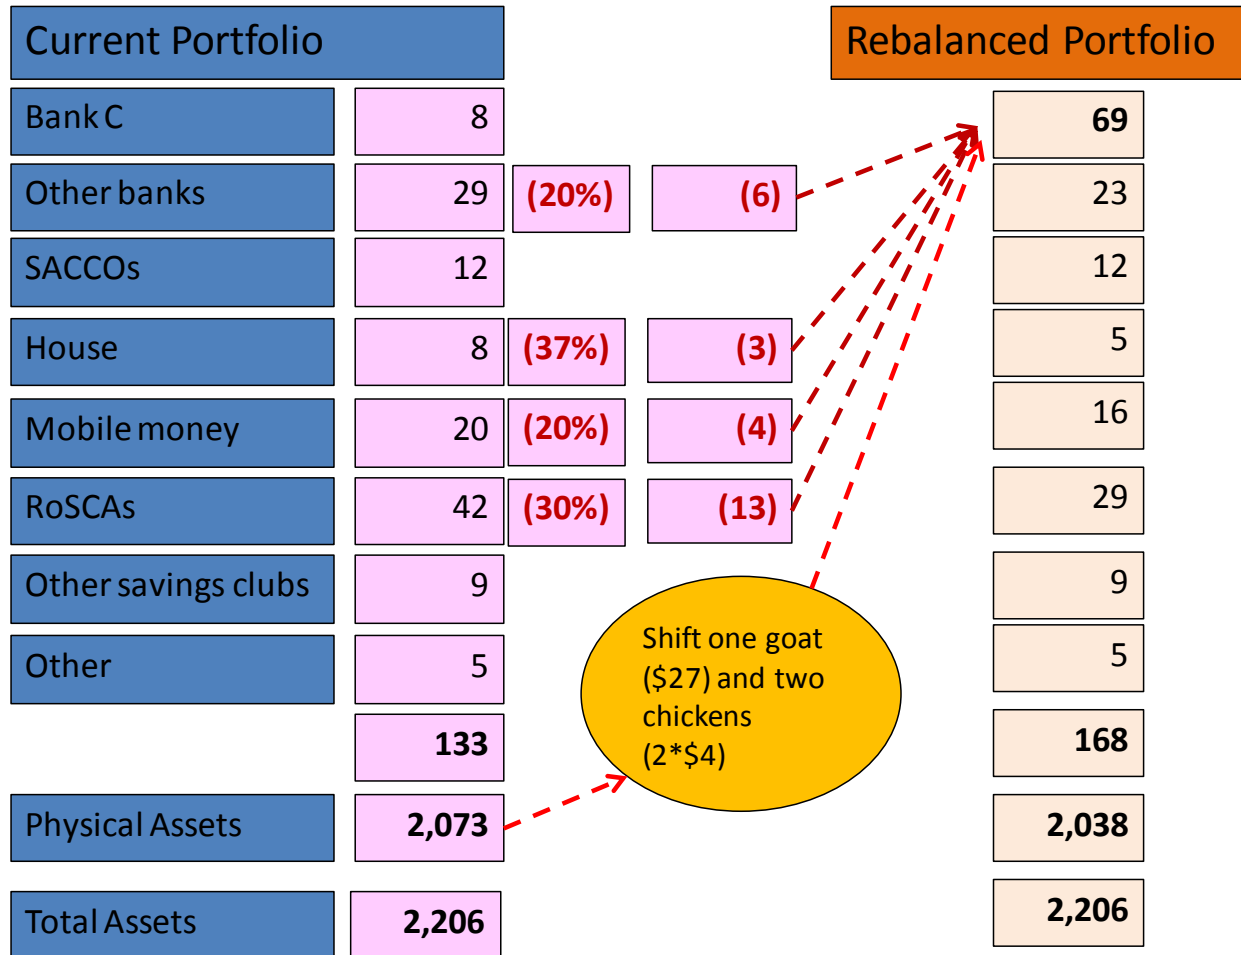 Current Portfolio
Rebalanced Portfolio
Bank C 8 69
Other banks 29 (20%) (6) 23
SACCOs 12 12
House 8 (37%) (3) 5
Mobile money 20 (20%) (4) 16
RoSCAs 42 (30%) (13) 29
Other savings clubs 9 9
Other 5 5
Shift one goat
($27) and two
chickens
(2*$4)
133 168
Physical Assets 2,073 2,038
Total Assets 2,206 2,206